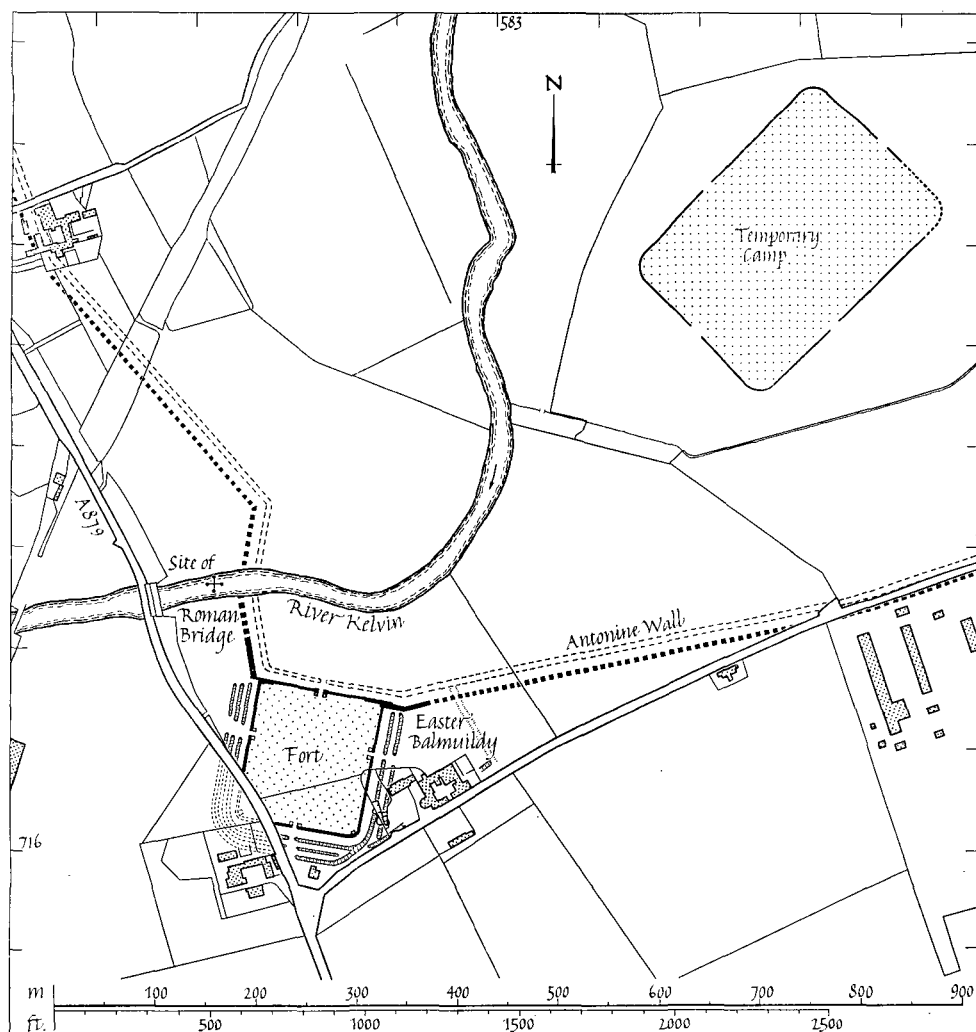 583
N
Temporary
Camp
A879
Site of
Roman
Bridge
River Kelvin
Antonine Wall
Easter
Balmuildy
Fort
716
m 100 200 300 400 500 600 700 800 900
ft. 500 1000 1500 2000 2500